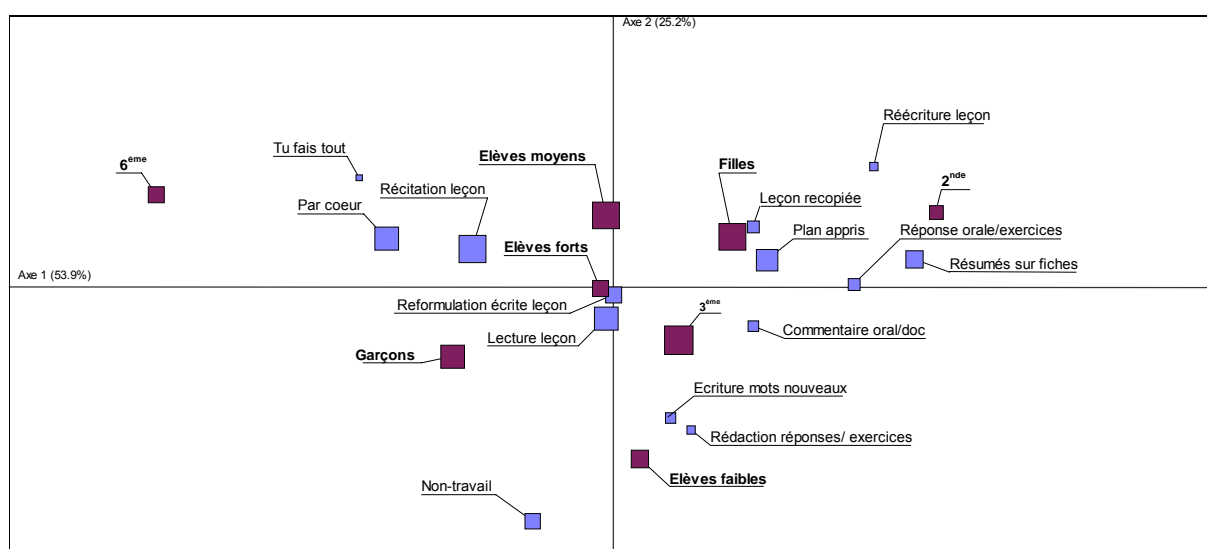 Axe 2 (25.2%)
Réécriture leçon
Tu fais tout
Elèves moyens
Filles
6ème
2nde
Récitation leçon
Leçon recopiée
Par coeur
Réponse orale/exercices
Plan appris
Elèves forts
Résumés sur fiches
Axe 1 (53.9%)
Reformulation écrite leçon
3ème
Lecture leçon
Commentaire oral/doc
Garçons
Ecriture mots nouveaux
Rédaction réponses/ exercices
Elèves faibles
Non-travail